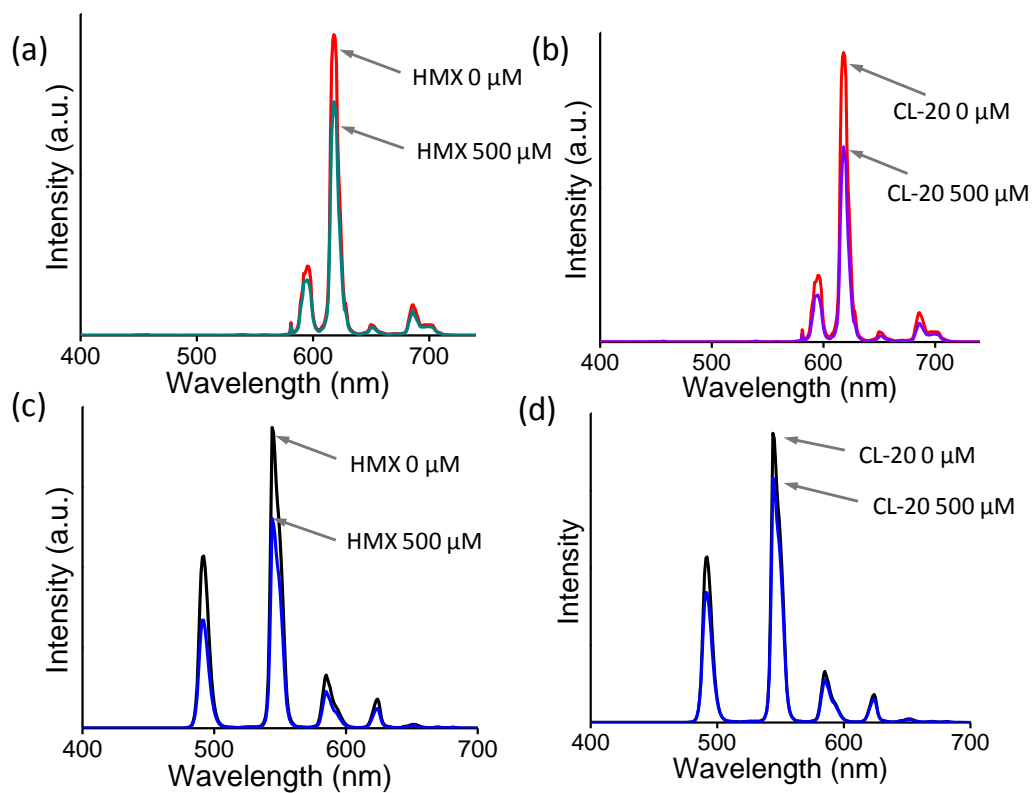 (a)
HMX 0 µM
HMX 500 µM
Intensity (a.u.)
400 500 600 700
Wavelength (nm)
(b)
CL-20 0 µM
CL-20 500 µM
Intensity (a.u.)
400 500 600 700
Wavelength (nm)
(c)
HMX 0 µM
HMX 500 µM
Intensity (a.u.)
400 500 600 700
Wavelength (nm)
(d)
CL-20 0 µM
CL-20 500 µM
Intensity
400 500 600 700
Wavelength (nm)